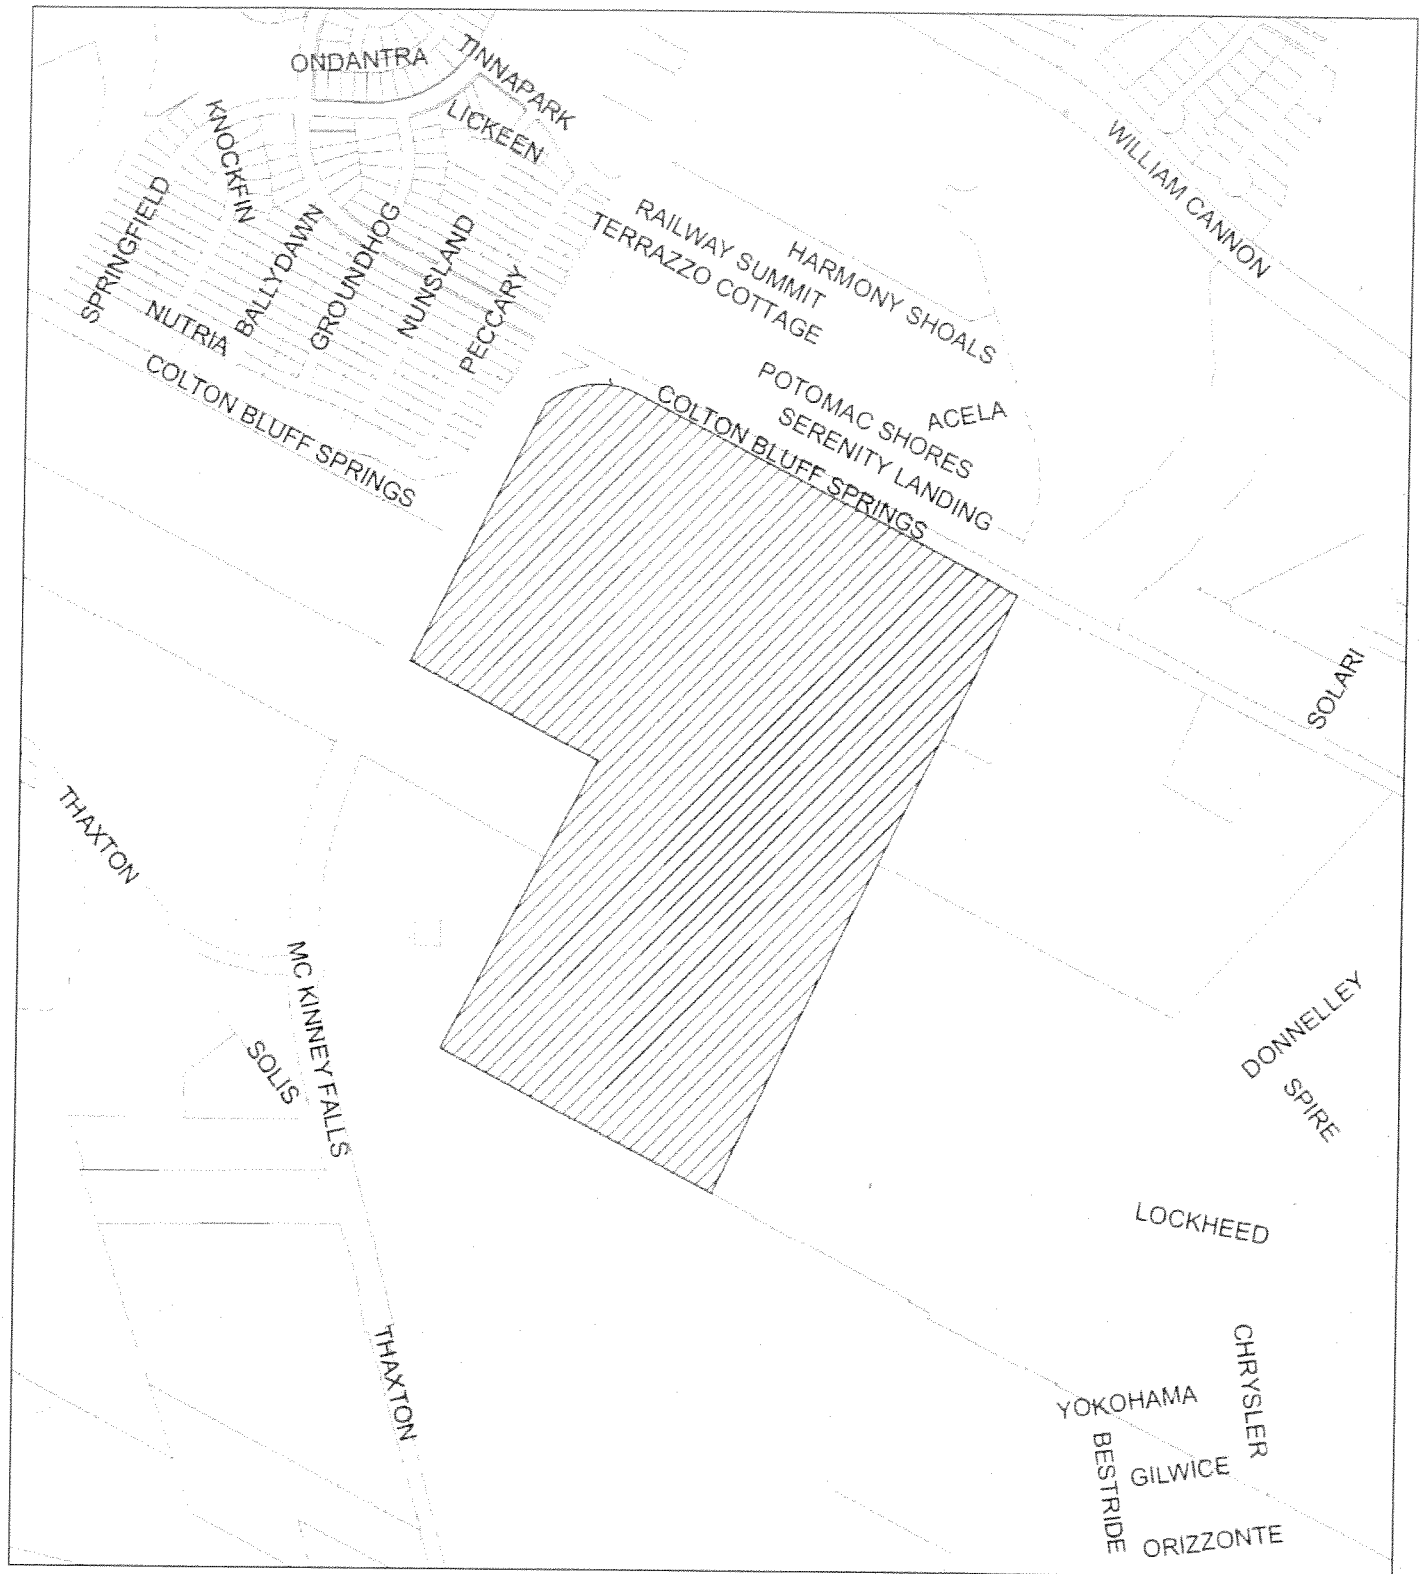 ONDANTRA
TINNAPARK
LICKEEN
KNOCKFIN
WILLIAM CANNON
SPRINGFIELD
BALLYDAWN
GROUNDHOG
NUNSLAND
PECCARY
NUTRIA
COLTON BLUFF SPRINGS
RAILWAY SUMMIT
HARMONY SHOALS
TERRAZZO COTTAGE
POTOMAC SHORES
ACELA
SERENITY LANDING
COLTON BLUFF SPRINGS
SOLARI
THAXTON
MC KINNEY FALLS
SOLIS
DONNELLEY
SPIRE
LOCKHEED
THAXTON
CHRYSLER
YOKOHAMA
BESTRIDE
GILWICE
ORIZZONTE